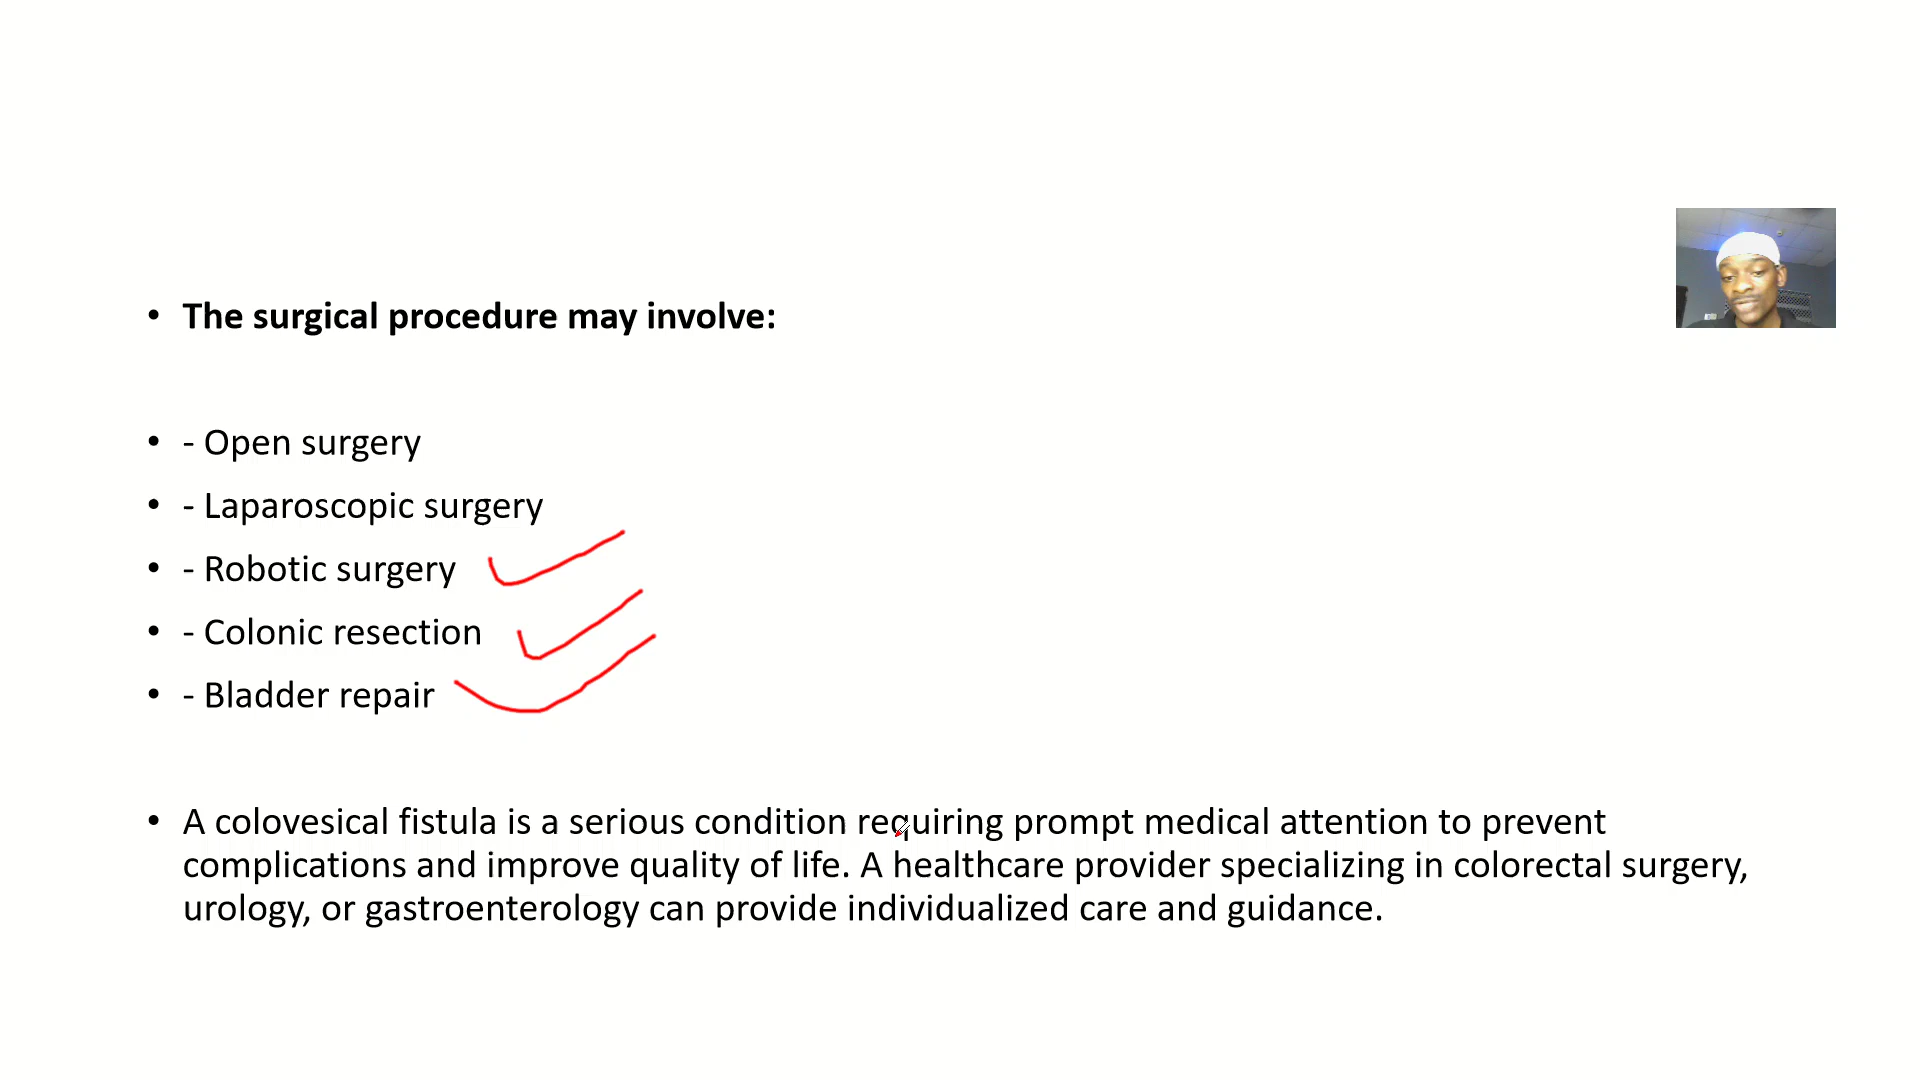 • The surgical procedure may involve:
• - Open surgery
• - Laparoscopic surgery
• - Robotic surgery
• - Colonic resection
• - Bladder repair
• A colovesical fistula is a serious condition requiring prompt medical attention to prevent
complications and improve quality of life. A healthcare provider specializing in colorectal surgery,
urology, or gastroenterology can provide individualized care and guidance.